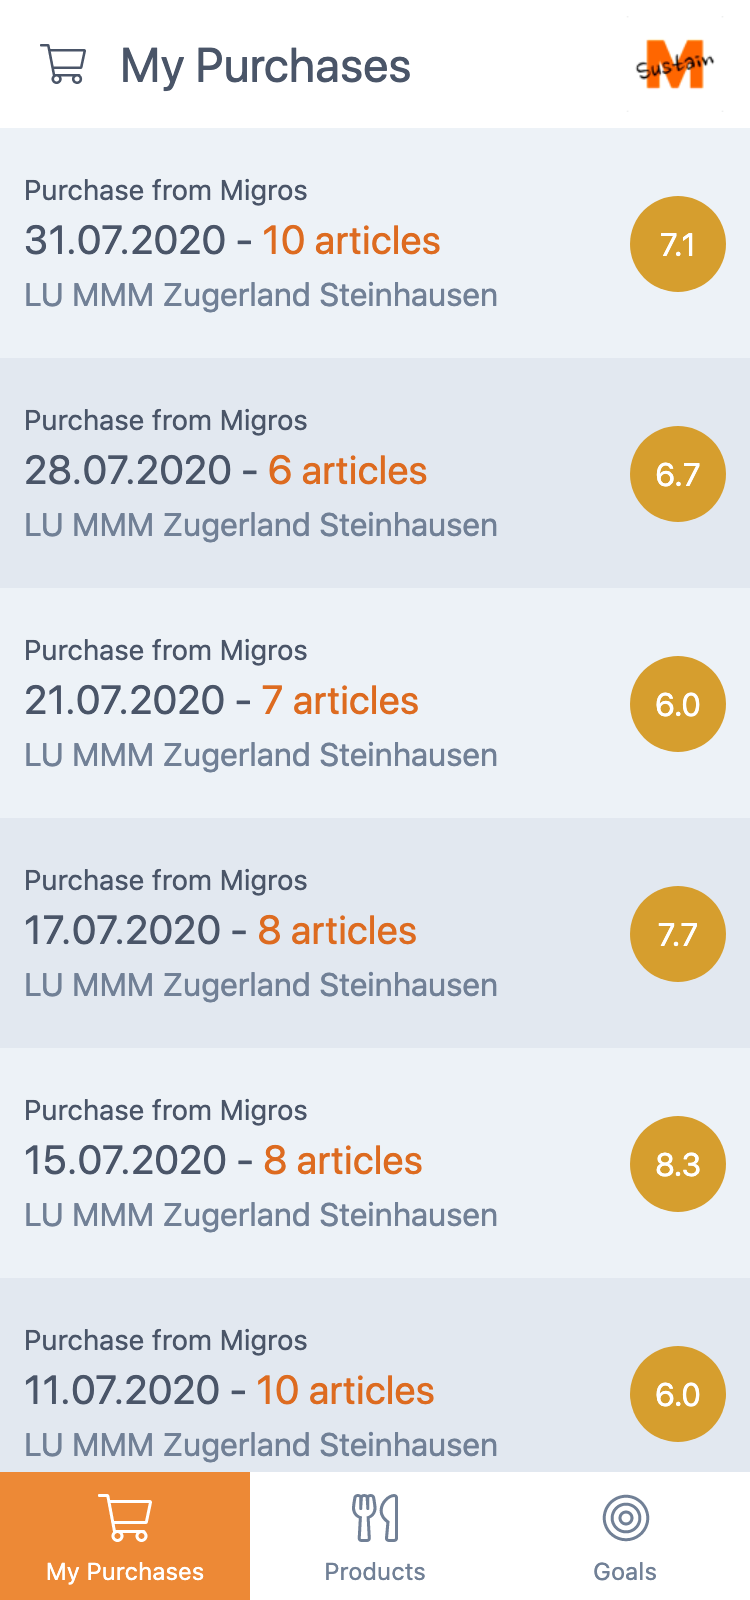 My Purchases
M
Sustain
Purchase from Migros
31.07.2020 - 10 articles
LU MMM Zugerland Steinhausen
7.1
Purchase from Migros
28.07.2020 - 6 articles
LU MMM Zugerland Steinhausen
6.7
Purchase from Migros
21.07.2020 - 7 articles
LU MMM Zugerland Steinhausen
6.0
Purchase from Migros
17.07.2020 - 8 articles
LU MMM Zugerland Steinhausen
7.7
Purchase from Migros
15.07.2020 - 8 articles
LU MMM Zugerland Steinhausen
8.3
Purchase from Migros
11.07.2020 - 10 articles
LU MMM Zugerland Steinhausen
6.0
My Purchases
Products
Goals